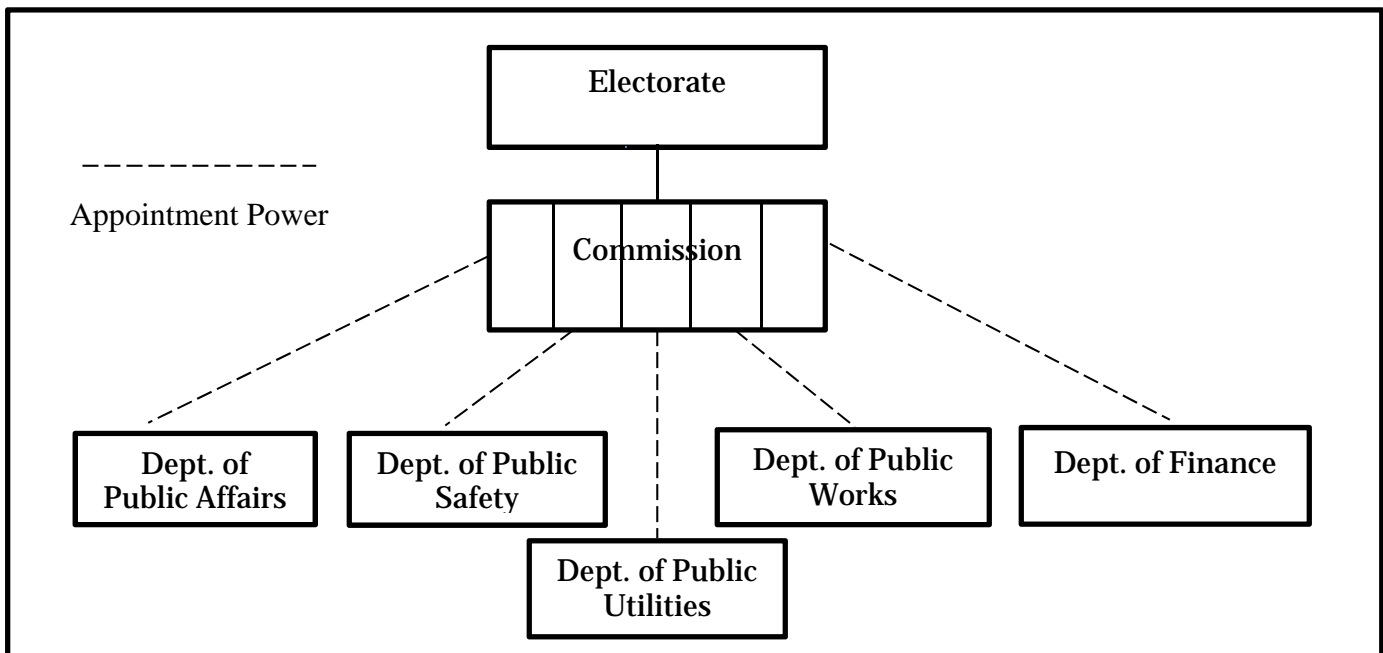 Electorate
Appointment Power
Commission
Dept. of
Public Affairs
Dept. of Public
Safety
Dept. of Public
Works
Dept. of Finance
Dept. of Public
Utilities